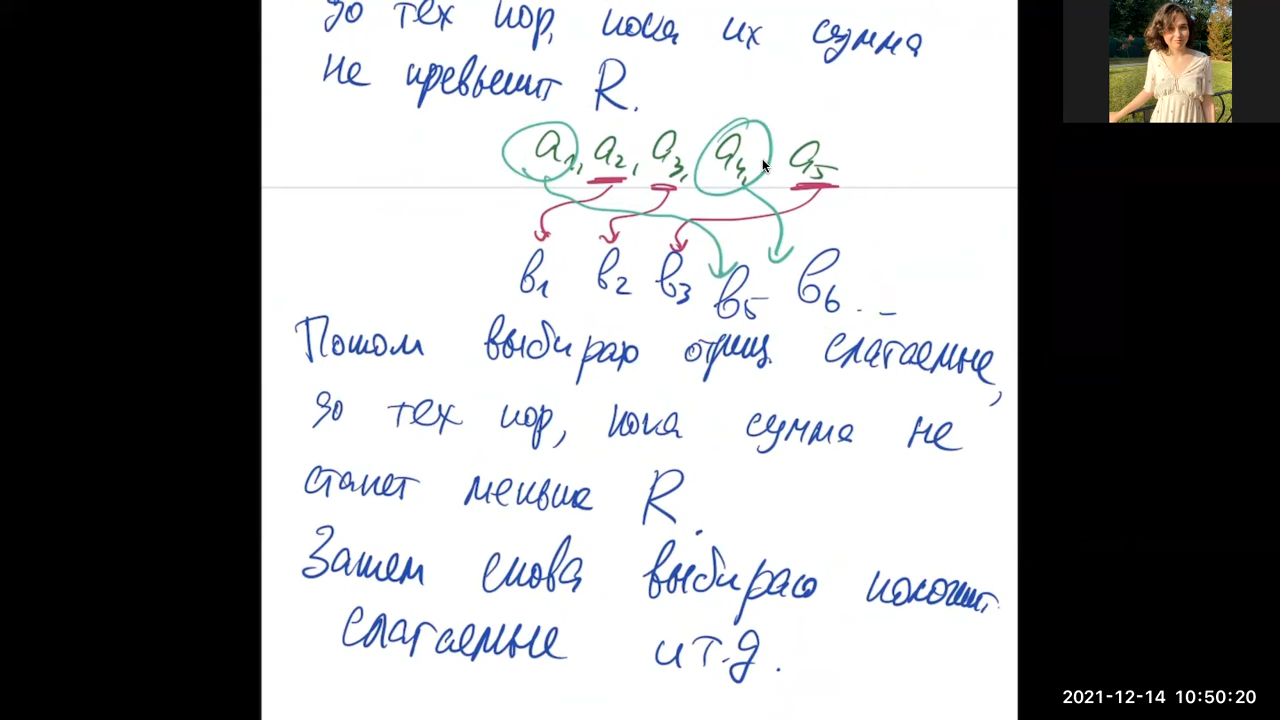 до тех пор, пока их сумма
не превысит R.
a1, a2, a3, a4, a5
b1 b2 b3 b5 b6 . . –
Потом выбираю отриц. слагаемые,
до тех пор, пока сумма не
станет меньше R.
Затем снова выбираю положит.
слагаемые и т.д.
2021-12-14 10:50:20